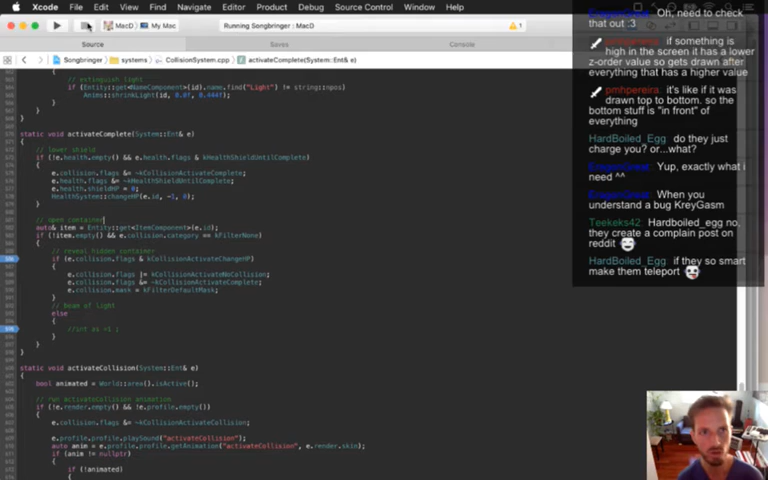 Xcode File Edit View Find Navigate Editor Product Debug Source Control Window Help
MacD My Mac
Running Songbringer : MacD
1
Source Saves Console
Songbringer systems CollisionSystem.cpp activateComplete(System::Ent& e)
// extinguish light
if (Entity::get<NameComponent>(id).name.find("Light") != string::npos)
Anims::shrinkLight(id, 0.0f, 0.444f);
}
}
static void activateComplete(System::Ent& e)
{
// lower shield
if (!e.health.empty() && e.health.flags & kHealthShieldUntilComplete)
{
e.collision.flags &= ~kCollisionActivateComplete;
e.health.flags &= ~kHealthShieldUntilComplete;
e.health.shieldHP = 0;
HealthSystem::changeHP(e.id, -1, 0);
}
// open container
auto& item = Entity::get<ItemComponent>(e.id);
if (!item.empty() && e.collision.category == kFilterNone)
{
// reveal hidden container
if (e.collision.flags & kCollisionActivateChangeHP)
{
e.collision.flags |= kCollisionActivateNoCollision;
e.collision.flags &= ~kCollisionActivateComplete;
e.collision.mask = kFilterDefaultMask;
}
// beam of light
else
{
//int as =1 ;
}
}
}
static void activateCollision(System::Ent& e)
{
bool animated = World::area().isActive();
// run activateCollision animation
if (!e.render.empty() && !e.profile.empty())
{
e.collision.flags &= ~kCollisionActivateCollision;
e.profile.profile.playSound("activateCollision");
auto anim = e.profile.profile.getAnimation("activateCollision", e.render.skin);
if (anim != nullptr)
{
if (!animated)
Oh, need to check
that out :3
pmhpereira: if something is
high in the screen it has a lower
z-order value so gets drawn after
everything that has a higher value
pmhpereira: it's like if it was
drawn top to bottom. so the
bottom stuff is "in front" of
everything
HardBoiled_Egg: do they just
charge you? or...what?
Yup, exactly what i
need ^^
When you
understand a bug KreyGasm
Teekeks42: Hardboiled_egg no,
they create a complain post on
reddit
HardBoiled_Egg: if they so smart
make them teleport